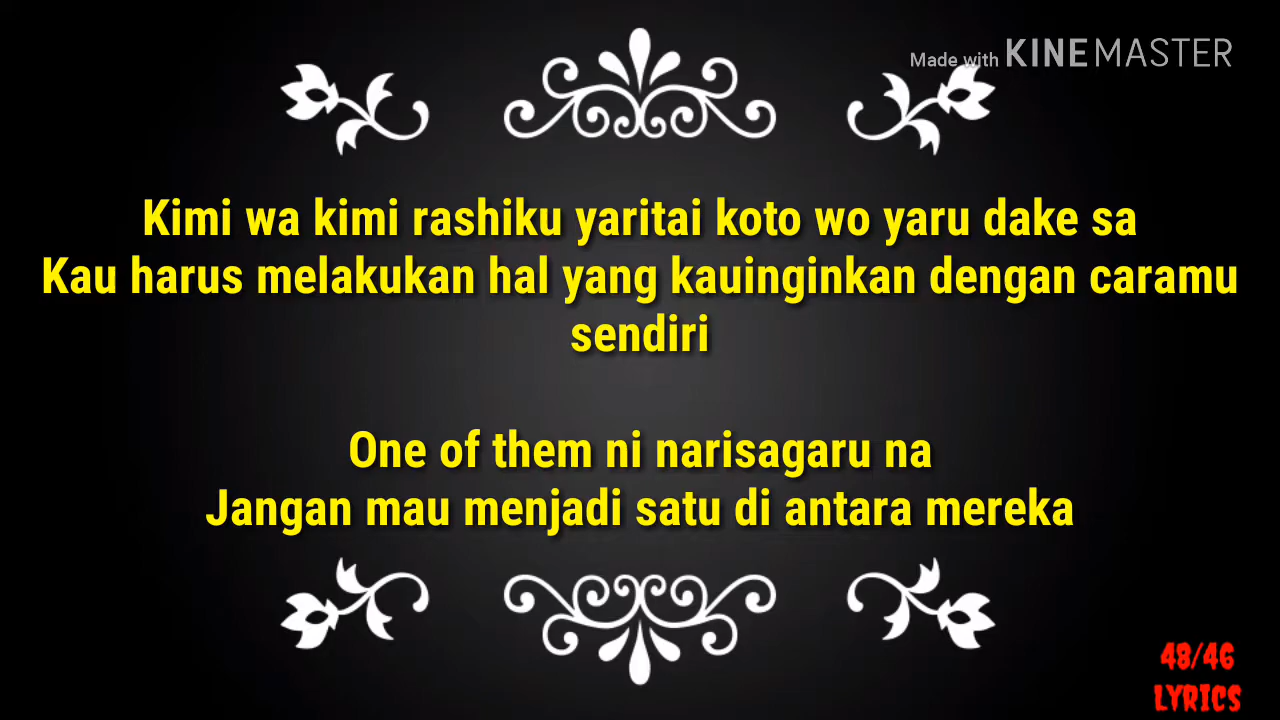 Made with KINEMASTER
Kimi wa kimi rashiku yaritai koto wo yaru dake sa
Kau harus melakukan hal yang kauinginkan dengan caramu
sendiri
One of them ni narisagaru na
Jangan mau menjadi satu di antara mereka
48/46
LYRICS